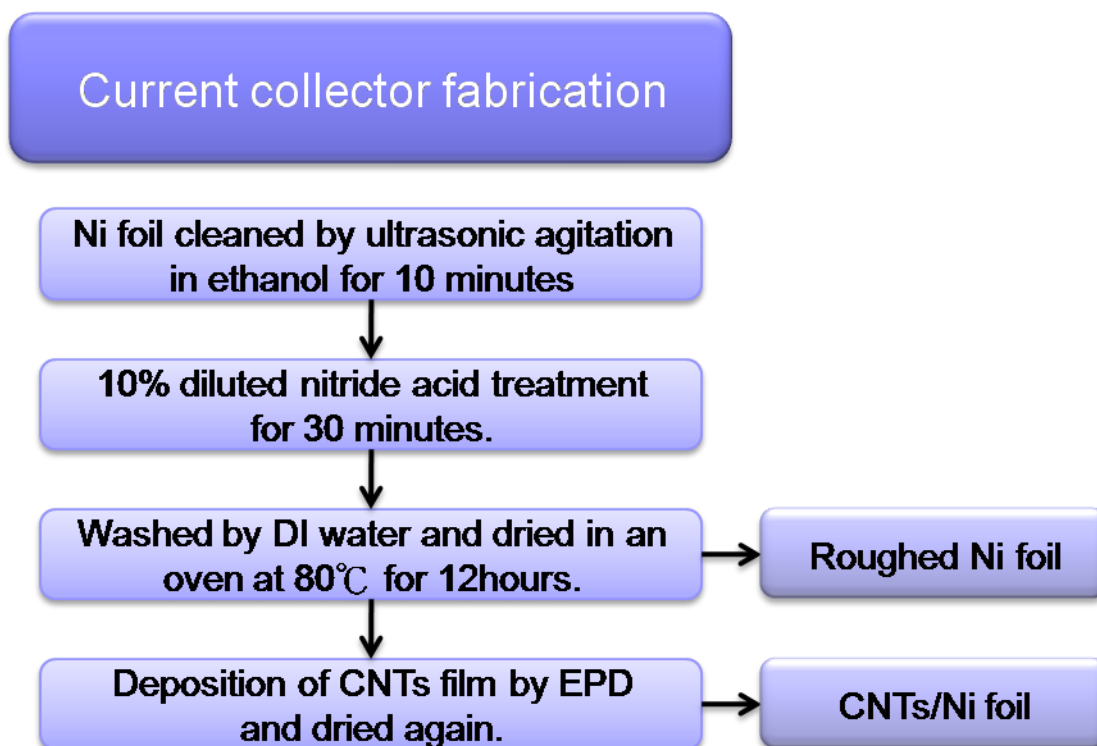 Current collector fabrication
Ni foil cleaned by ultrasonic agitation
in ethanol for 10 minutes
10% diluted nitride acid treatment
for 30 minutes.
Washed by DI water and dried in an
oven at 80℃ for 12hours.
Roughed Ni foil
Deposition of CNTs film by EPD
and dried again.
CNTs/Ni foil